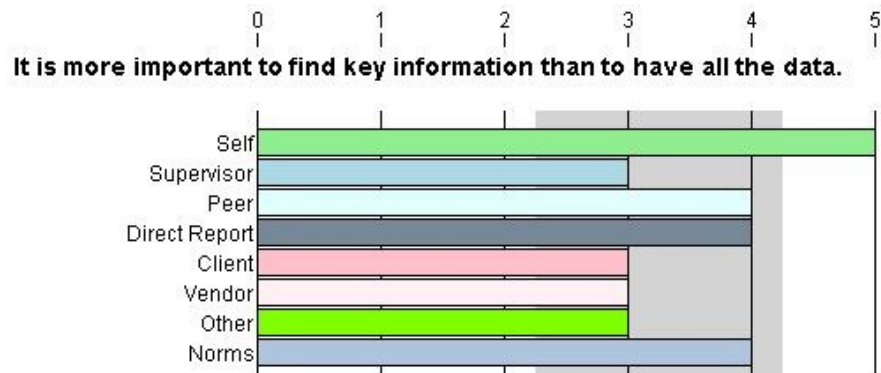 0 1 2 3 4 5
It is more important to find key information than to have all the data.
Self
Supervisor
Peer
Direct Report
Client
Vendor
Other
Norms